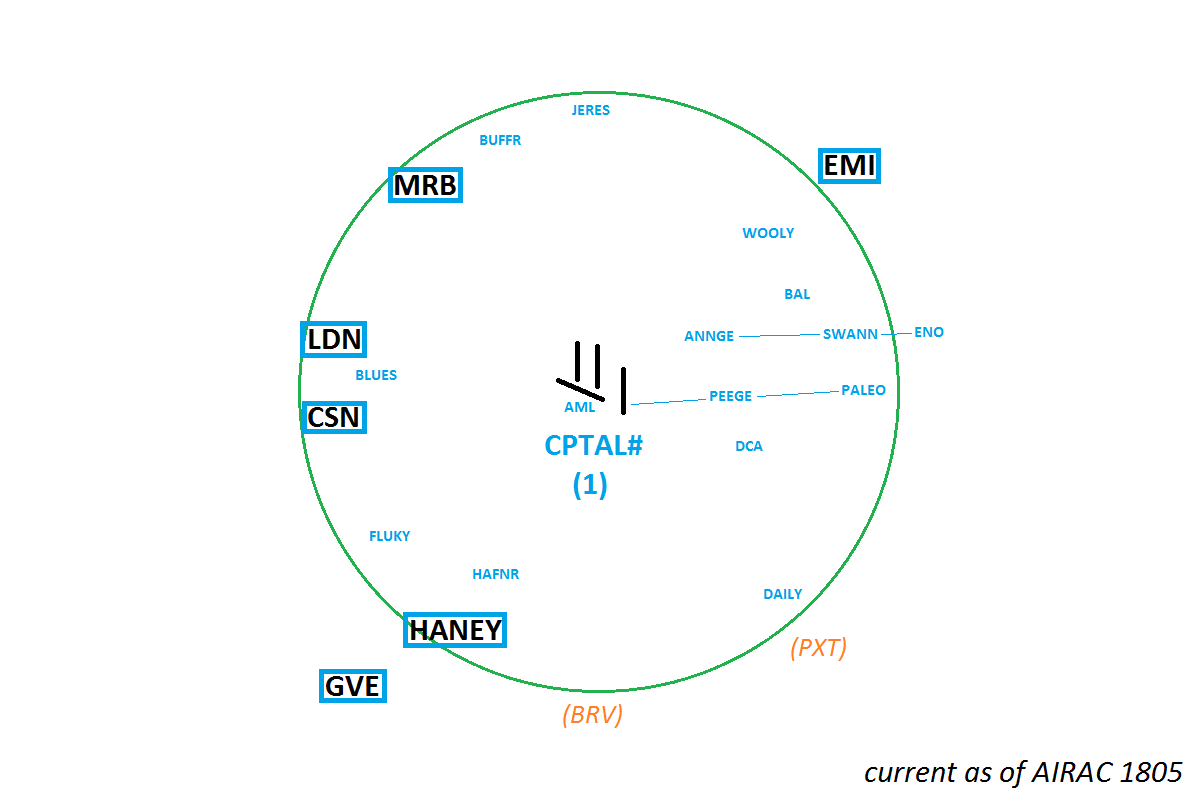 JERES
BUFFR
EMI
MRB
WOOLY
BAL
LDN
ANNGE
SWANN
ENO
BLUES
PEEGE
PALEO
AML
CSN
CPTAL#
(1)
DCA
FLUKY
HAFNR
DAILY
HANEY
(PXT)
GVE
(BRV)
current as of AIRAC 1805